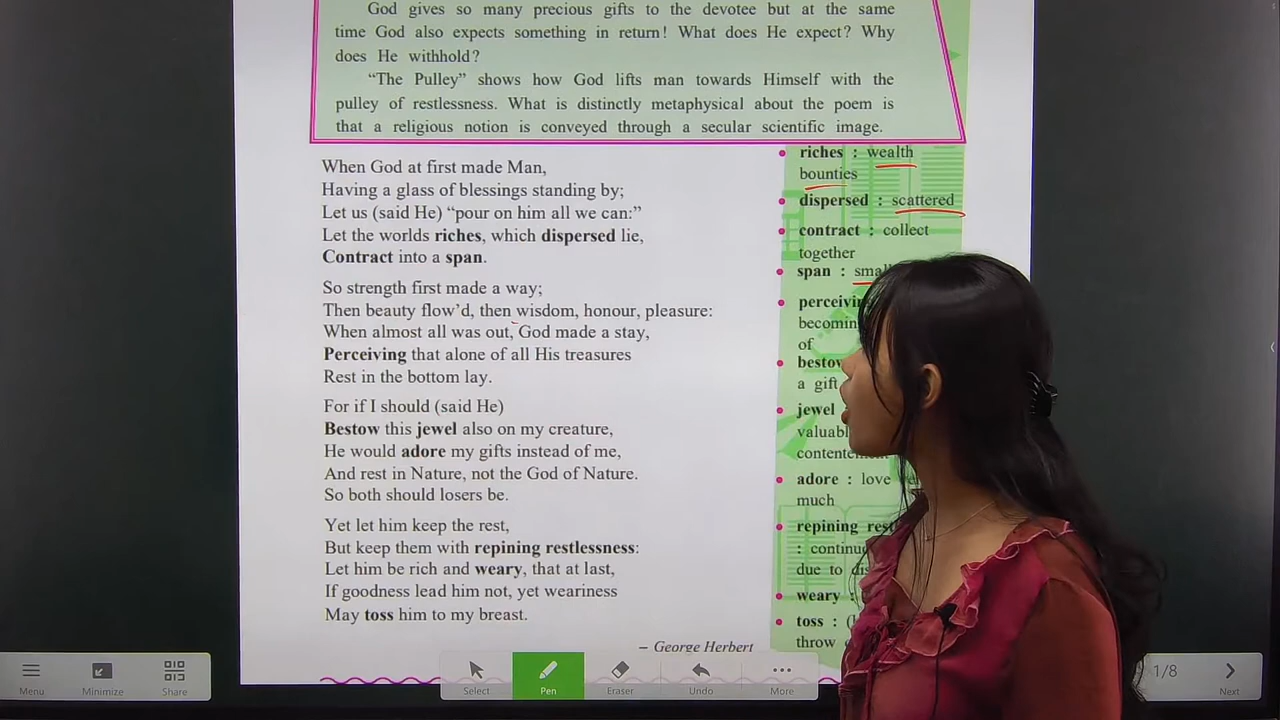 God gives so many precious gifts to the devotee but at the same
time God also expects something in return! What does He expect? Why
does He withhold?
“The Pulley” shows how God lifts man towards Himself with the
pulley of restlessness. What is distinctly metaphysical about the poem is
that a religious notion is conveyed through a secular scientific image.
When God at first made Man,
Having a glass of blessings standing by;
Let us (said He) “pour on him all we can:”
Let the worlds riches, which dispersed lie,
Contract into a span.
So strength first made a way;
Then beauty flow’d, then wisdom, honour, pleasure:
When almost all was out, God made a stay,
Perceiving that alone of all His treasures
Rest in the bottom lay.
For if I should (said He)
Bestow this jewel also on my creature,
He would adore my gifts instead of me,
And rest in Nature, not the God of Nature.
So both should losers be.
Yet let him keep the rest,
But keep them with repining restlessness:
Let him be rich and weary, that at last,
If goodness lead him not, yet weariness
May toss him to my breast.
– George Herbert
riches : wealth
bounties
dispersed : scattered
contract : collect
together
span :
of
a gift
jewel
adore : love
much
repining
:
due to
weary :
toss :
throw
Menu
Minimize
Share
Select
Pen
Eraser
Undo
More
1/8
Next